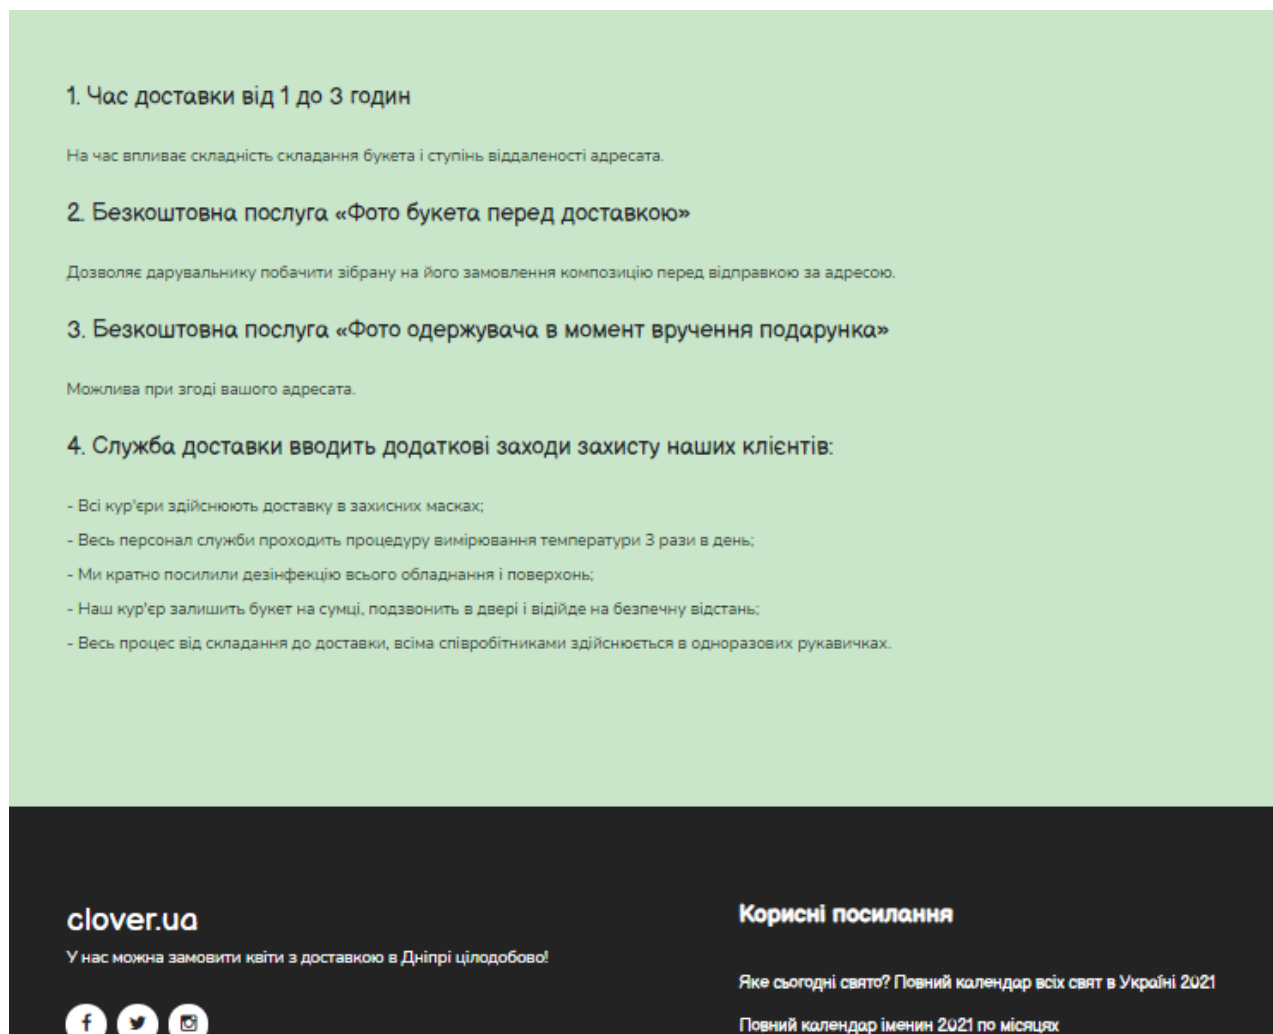 1. Час доставки від 1 до 3 годин
На час впливає складність складання букета і ступінь віддаленості адресата.
2. Безкоштовна послуга «Фото букета перед доставкою»
Дозволяє дарувальнику побачити зібрану на його замовлення композицію перед відправкою за адресою.
3. Безкоштовна послуга «Фото одержувача в момент вручення подарунка»
Можлива при згоді вашого адресата.
4. Служба доставки вводить додаткові заходи захисту наших клієнтів:
- Всі кур'єри здійснюють доставку в захисних масках;
- Весь персонал служби проходить процедуру вимірювання температури 3 рази в день;
- Ми кратно посилили дезінфекцію всього обладнання і поверхонь;
- Наш кур'єр залишить букет на сумці, подзвонить в двері і відійде на безпечну відстань;
- Весь процес від складання до доставки, всіма співробітниками здійснюється в одноразових рукавичках.
clover.ua
У нас можна замовити квіти з доставкою в Дніпрі цілодобово!
Корисні посилання
Яке сьогодні свято? Повний календар всіх свят в Україні 2021
Повний календар іменин 2021 по місяцях